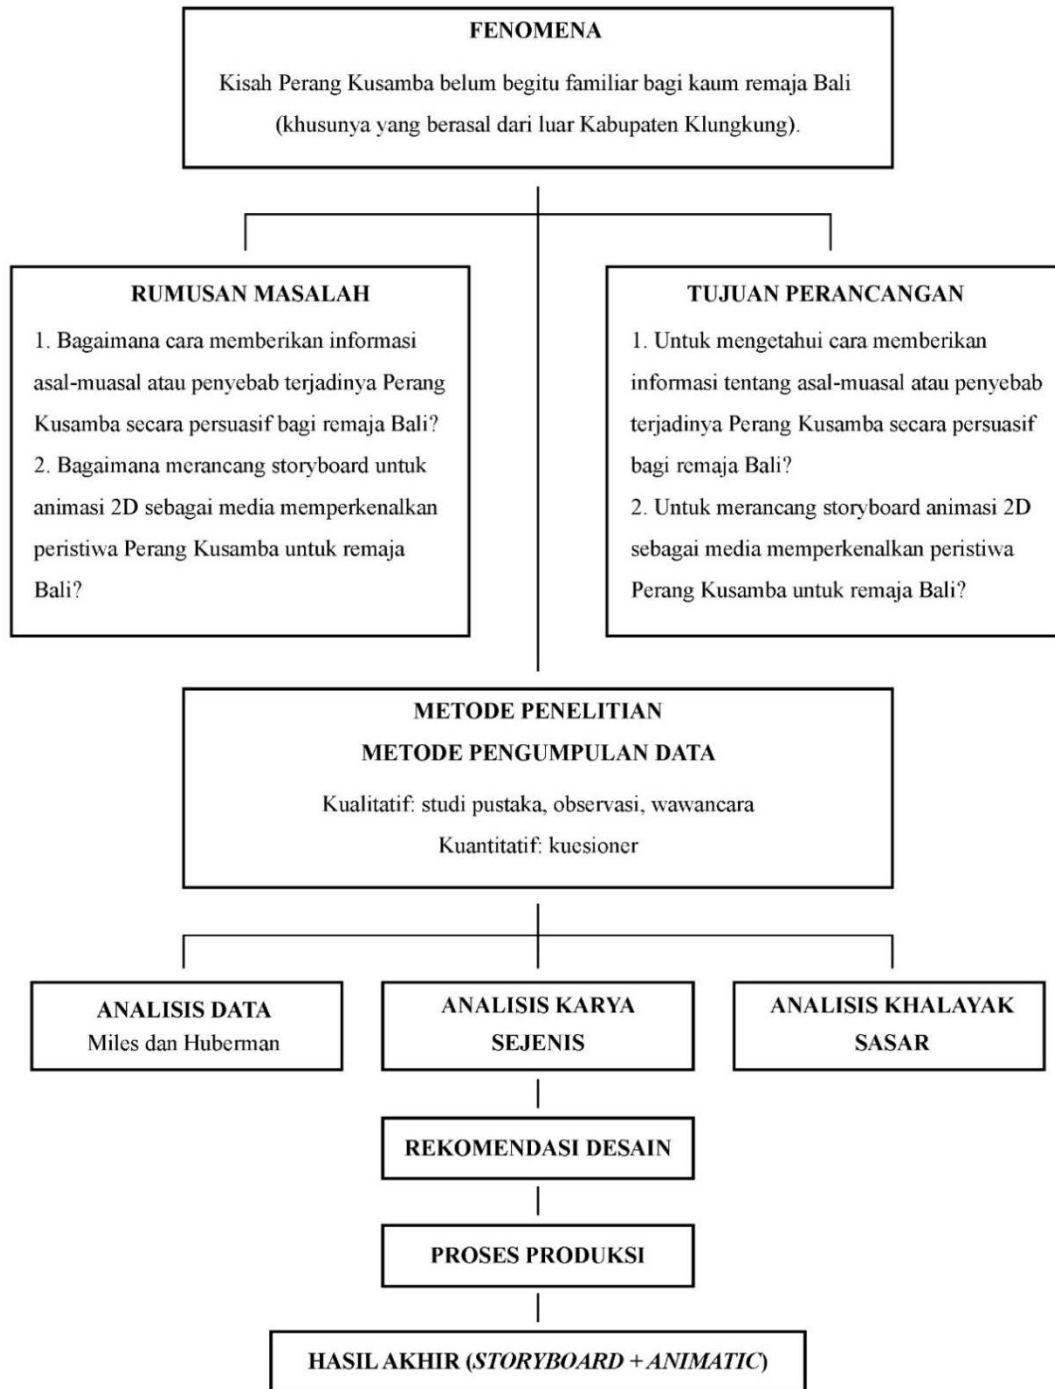 FENOMENA
Kisah Perang Kusamba belum begitu familiar bagi kaum remaja Bali
(khusunya yang berasal dari luar Kabupaten Klungkung).
RUMUSAN MASALAH
1. Bagaimana cara memberikan informasi
asal-muasal atau penyebab terjadinya Perang
Kusamba secara persuasif bagi remaja Bali?
2. Bagaimana merancang storyboard untuk
animasi 2D sebagai media memperkenalkan
peristiwa Perang Kusamba untuk remaja
Bali?
TUJUAN PERANCANGAN
1. Untuk mengetahui cara memberikan
informasi tentang asal-muasal atau penyebab
terjadinya Perang Kusamba secara persuasif
bagi remaja Bali?
2. Untuk merancang storyboard animasi 2D
sebagai media memperkenalkan peristiwa
Perang Kusamba untuk remaja Bali?
METODE PENELITIAN
METODE PENGUMPULAN DATA
Kualitatif: studi pustaka, observasi, wawancara
Kuantitatif: kuesioner
ANALISIS DATA
Miles dan Huberman
ANALISIS KARYA
SEJENIS
ANALISIS KHALAYAK
SASAR
REKOMENDASI DESAIN
PROSES PRODUKSI
HASIL AKHIR (STORYBOARD + ANIMATIC)